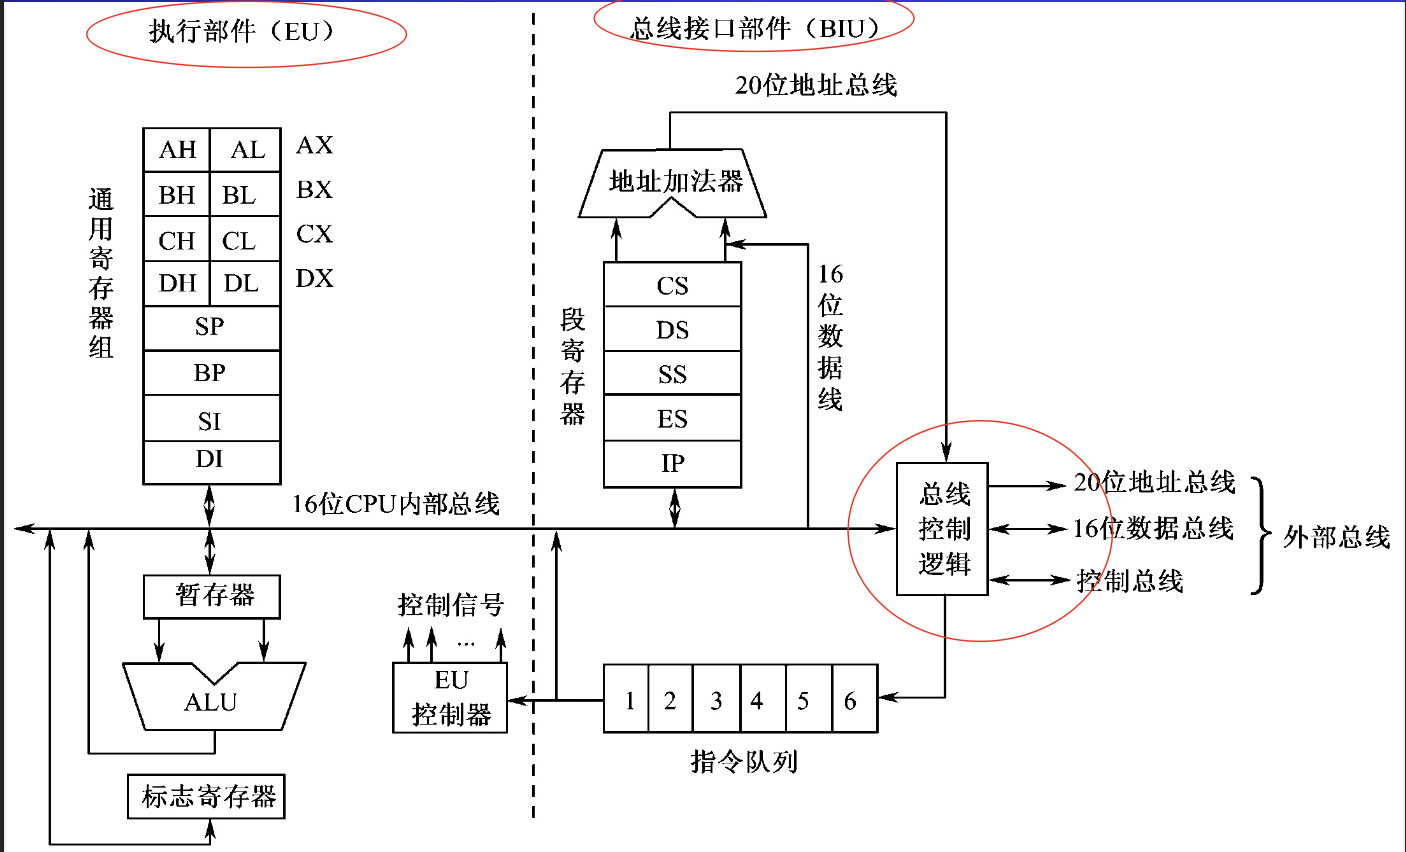 执行部件（EU）
总线接口部件（BIU）
20位地址总线
通用寄存器组
AH
AL
AX
BH
BL
BX
CH
CL
CX
DH
DL
DX
SP
BP
SI
DI
地址加法器
段寄存器
CS
DS
SS
ES
IP
16位数据线
16位CPU内部总线
总线控制逻辑
20位地址总线
16位数据总线
控制总线
外部总线
暂存器
ALU
标志寄存器
控制信号
...
EU
控制器
1
2
3
4
5
6
指令队列